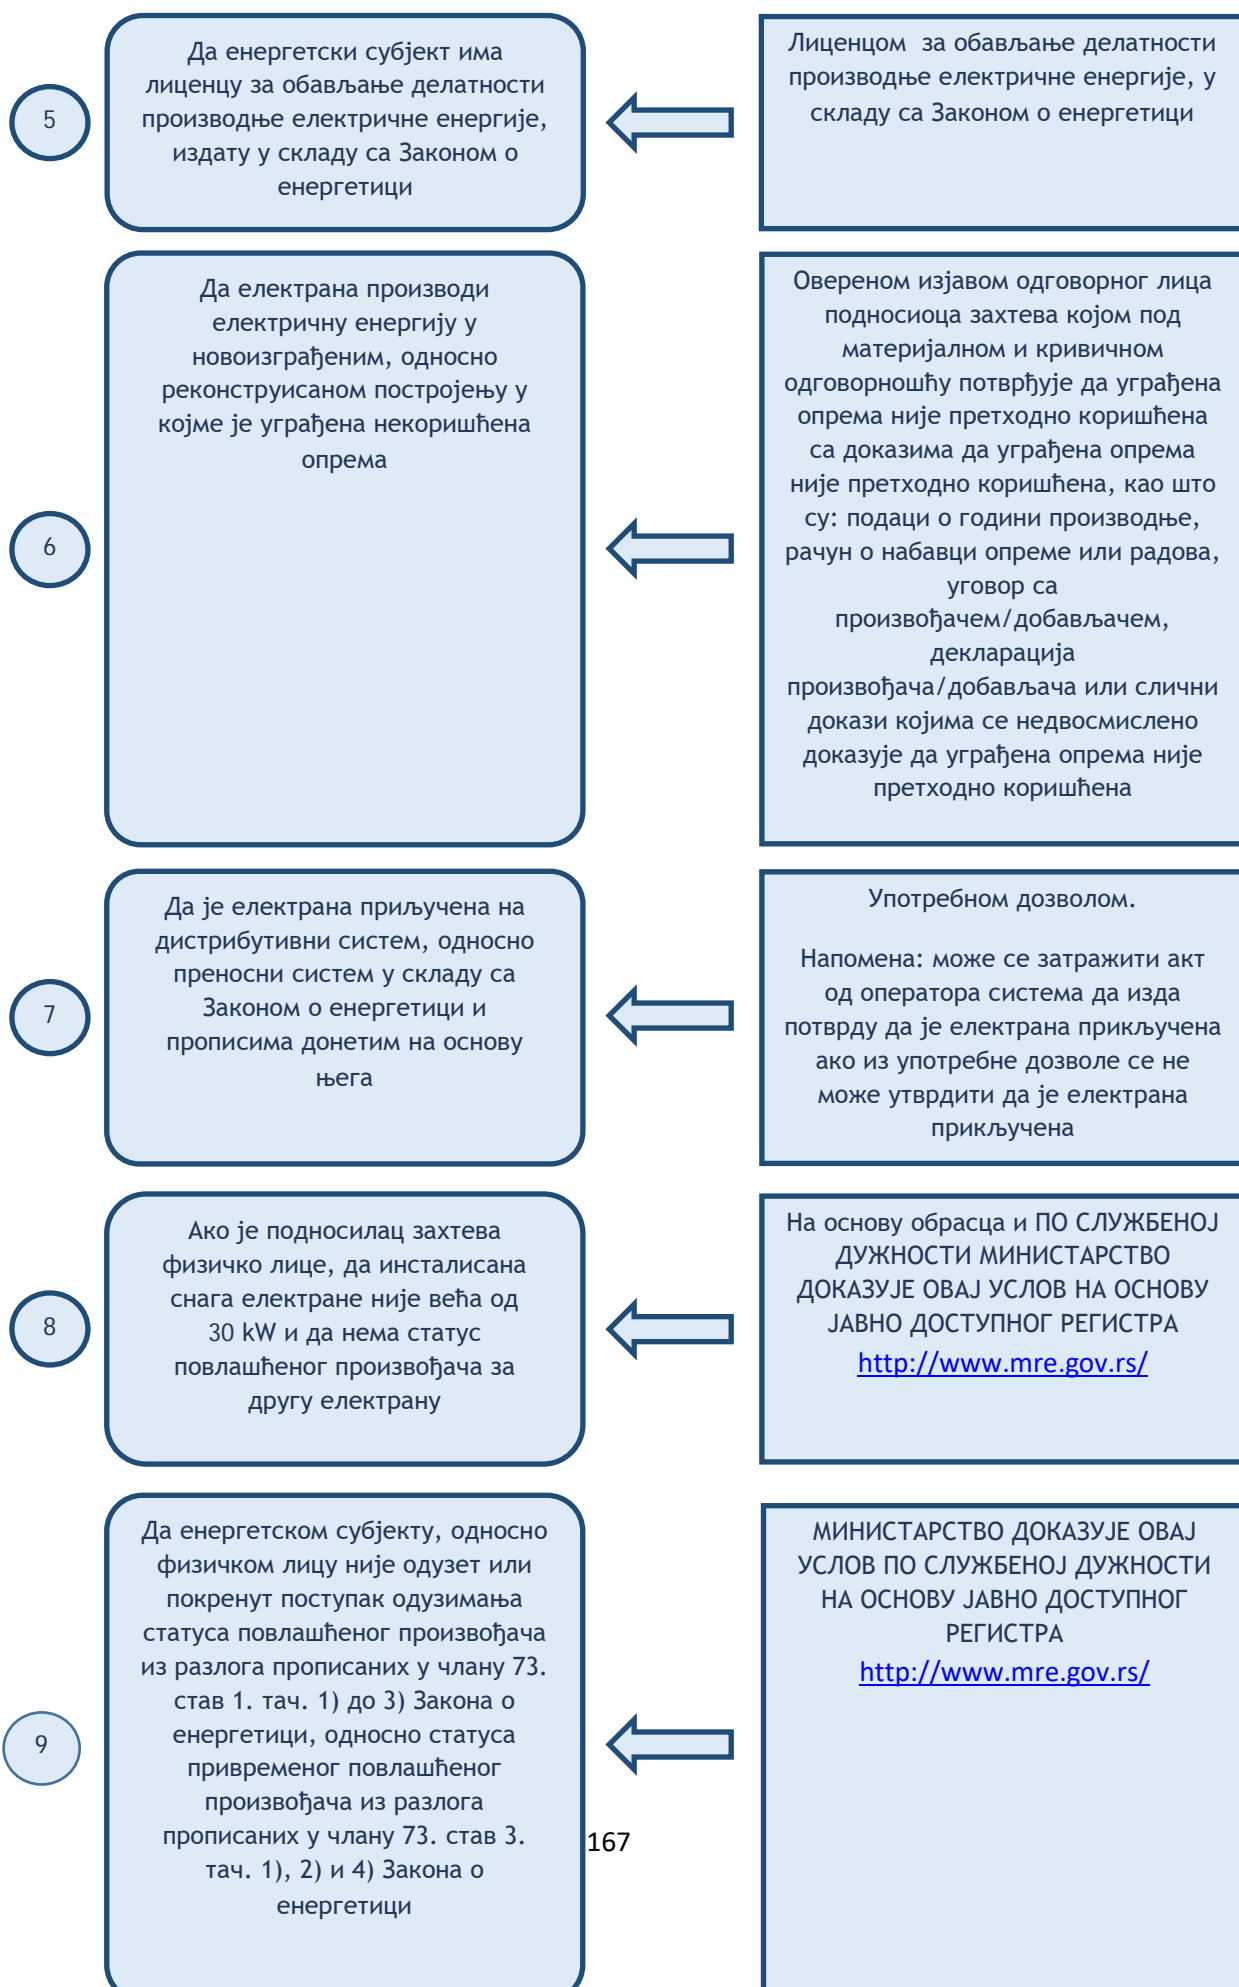 5
Да енергетски субјект има
лиценцу за обављање делатности
производње електричне енергије,
издату у складу са Законом о
енергетици
Лиценцом за обављање делатности
производње електричне енергије, у
складу са Законом о енергетици
6
Да електрана производи
електричну енергију у
новоизграђеним, односно
реконструисаном постројењу у
којме је уграђена некоришћена
опрема
Овереном изјавом одговорног лица
подносиоца захтева којом под
материјалном и кривичном
одговорношћу потврђује да уграђена
опрема није претходно коришћена
са доказима да уграђена опрема
није претходно коришћена, као што
су: подаци о години производње,
рачун о набавци опреме или радова,
уговор са
произвођачем/добављачем,
декларација
произвођача/добављача или слични
докази којима се недвосмислено
доказује да уграђена опрема није
претходно коришћена
7
Да је електрана приључена на
дистрибутивни систем, односно
преносни систем у складу са
Законом о енергетици и
прописима донетим на основу
њега
Употребном дозволом.
Напомена: може се затражити акт
од оператора система да изда
потврду да је електрана прикључена
ако из употребне дозволе се не
може утврдити да је електрана
прикључена
8
Ако је подносилац захтева
физичко лице, да инсталисана
снага електране није већа од
30 kW и да нема статус
повлашћеног произвођача за
другу електрану
На основу обрасца и ПО СЛУЖБЕНОЈ
ДУЖНОСТИ МИНИСТАРСТВО
ДОКАЗУЈЕ ОВАЈ УСЛОВ НА ОСНОВУ
ЈАВНО ДОСТУПНОГ РЕГИСТРА
http://www.mre.gov.rs/
9
Да енергетском субјекту, односно
физичком лицу није одузет или
покренут поступак одузимања
статуса повлашћеног произвођача
из разлога прописаних у члану 73.
став 1. тач. 1) до 3) Закона о
енергетици, односно статуса
привременог повлашћеног
произвођача из разлога
прописаних у члану 73. став 3.
тач. 1), 2) и 4) Закона о
енергетици
МИНИСТАРСТВО ДОКАЗУЈЕ ОВАЈ
УСЛОВ ПО СЛУЖБЕНОЈ ДУЖНОСТИ
НА ОСНОВУ ЈАВНО ДОСТУПНОГ
РЕГИСТРА
http://www.mre.gov.rs/
167